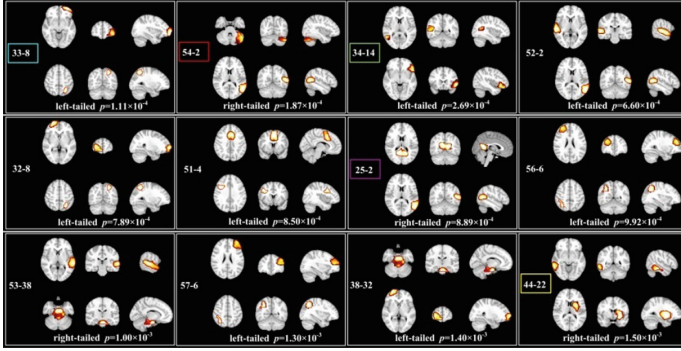 33-8
left-tailed p=1.11×10⁻⁴
54-2
right-tailed p=1.87×10⁻⁴
34-14
left-tailed p=2.69×10⁻⁴
52-2
left-tailed p=6.60×10⁻⁴
32-8
left-tailed p=7.89×10⁻⁴
51-4
left-tailed p=8.50×10⁻⁴
25-2
right-tailed p=8.89×10⁻⁴
56-6
left-tailed p=9.92×10⁻⁴
53-38
right-tailed p=1.00×10⁻³
57-6
left-tailed p=1.30×10⁻³
38-32
left-tailed p=1.40×10⁻³
44-22
right-tailed p=1.50×10⁻³